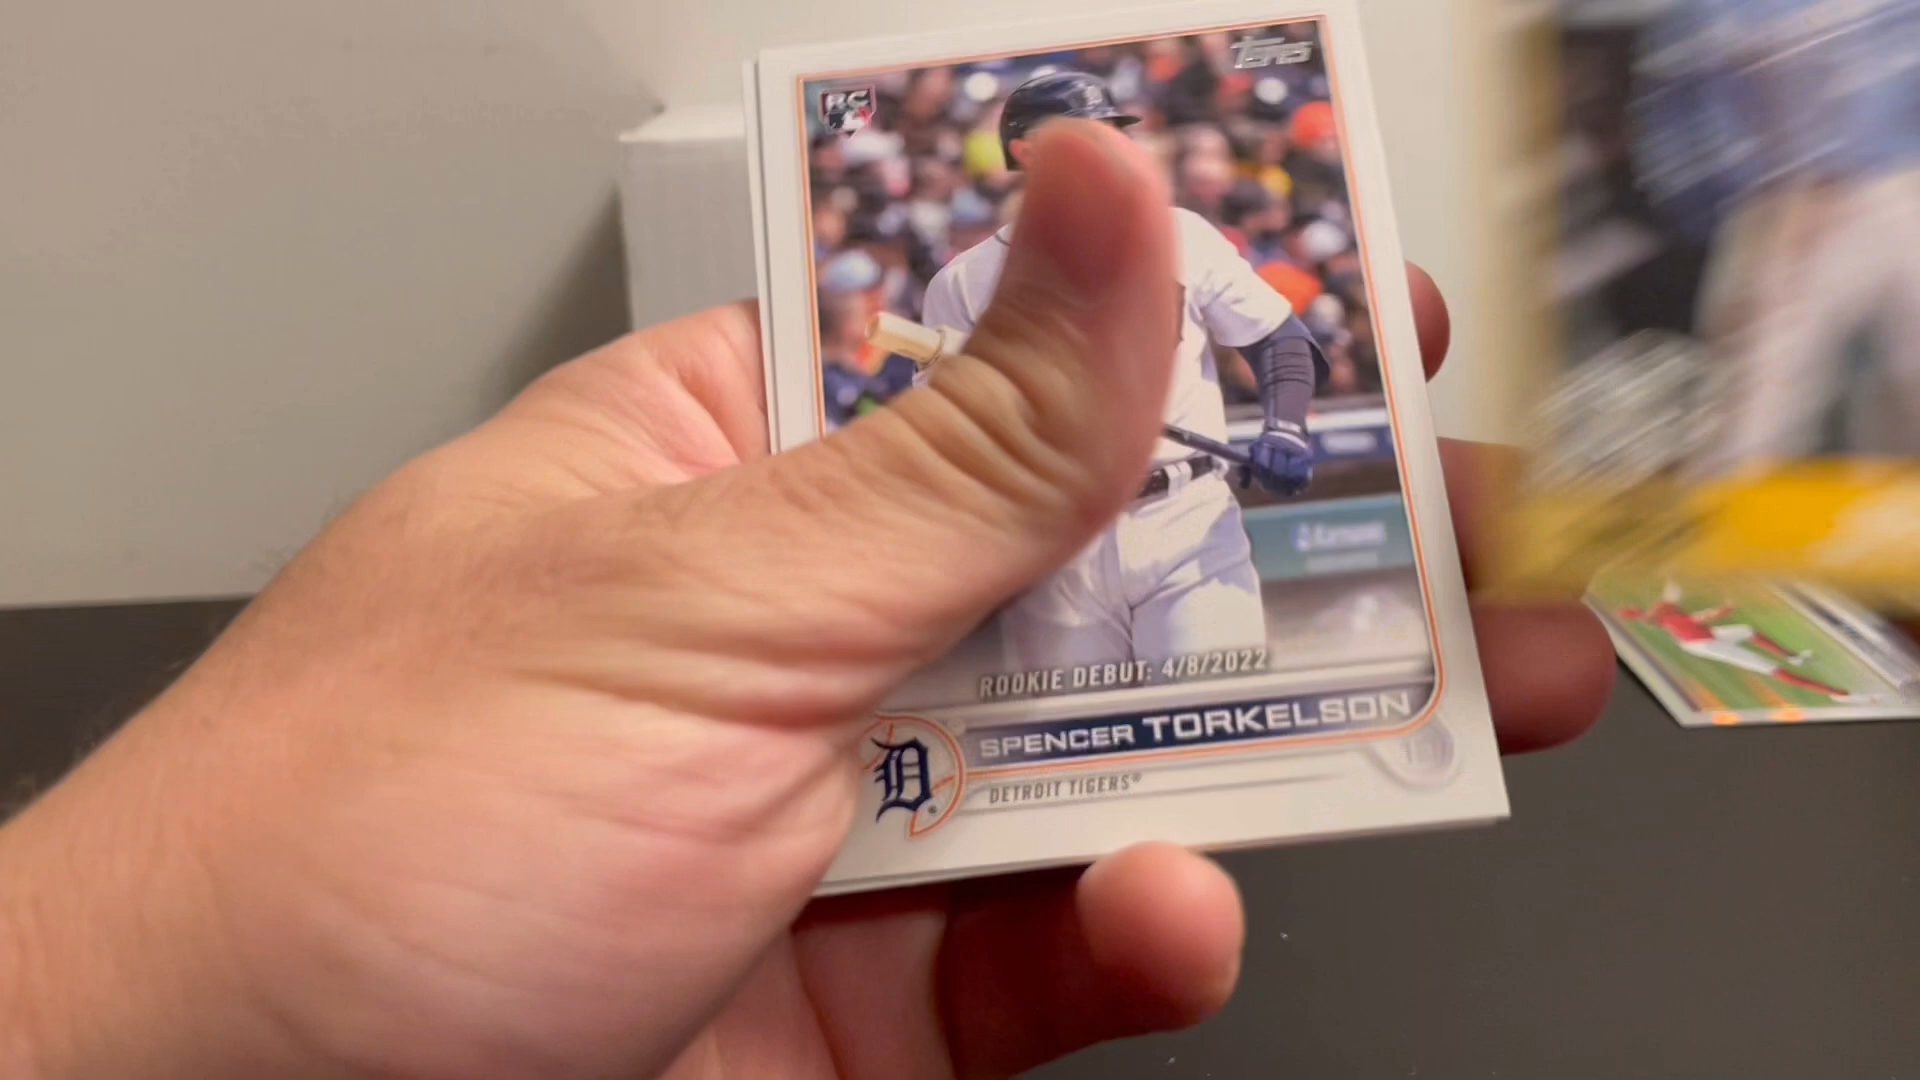 Topps
RC
D
ROOKIE DEBUT: 4/8/2022
SPENCER TORKELSON
D
DETROIT TIGERS®